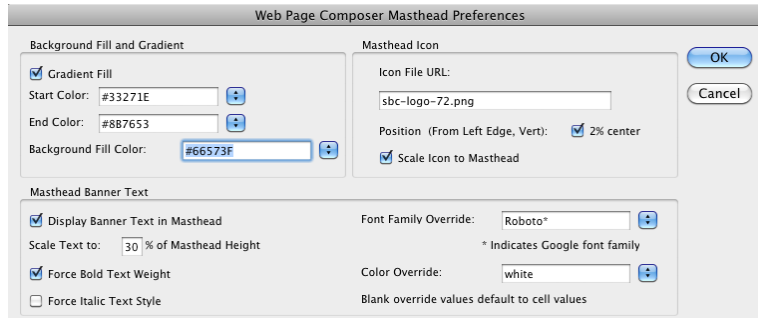 Web Page Composer Masthead Preferences
Background Fill and Gradient
Gradient Fill
Start Color: #33271E
End Color: #8B7653
Background Fill Color: #66573F
Masthead Icon
Icon File URL:
sbc-logo-72.png
Position (From Left Edge, Vert): 2% center
Scale Icon to Masthead
OK
Cancel
Masthead Banner Text
Display Banner Text in Masthead
Scale Text to: 30 % of Masthead Height
Force Bold Text Weight
Force Italic Text Style
Font Family Override: Roboto*
* Indicates Google font family
Color Override: white
Blank override values default to cell values